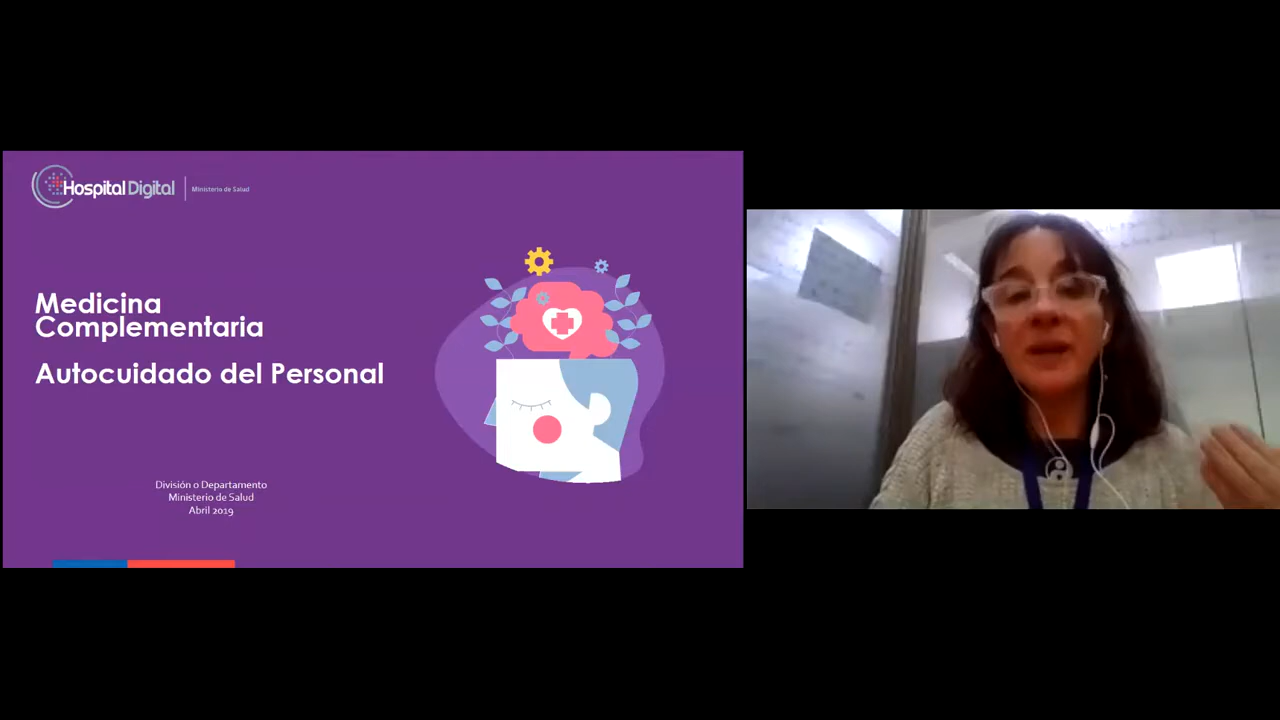 Hospital Digital
Ministerio de Salud
Medicina
Complementaria
Autocuidado del Personal
División o Departamento
Ministerio de Salud
Abril 2019